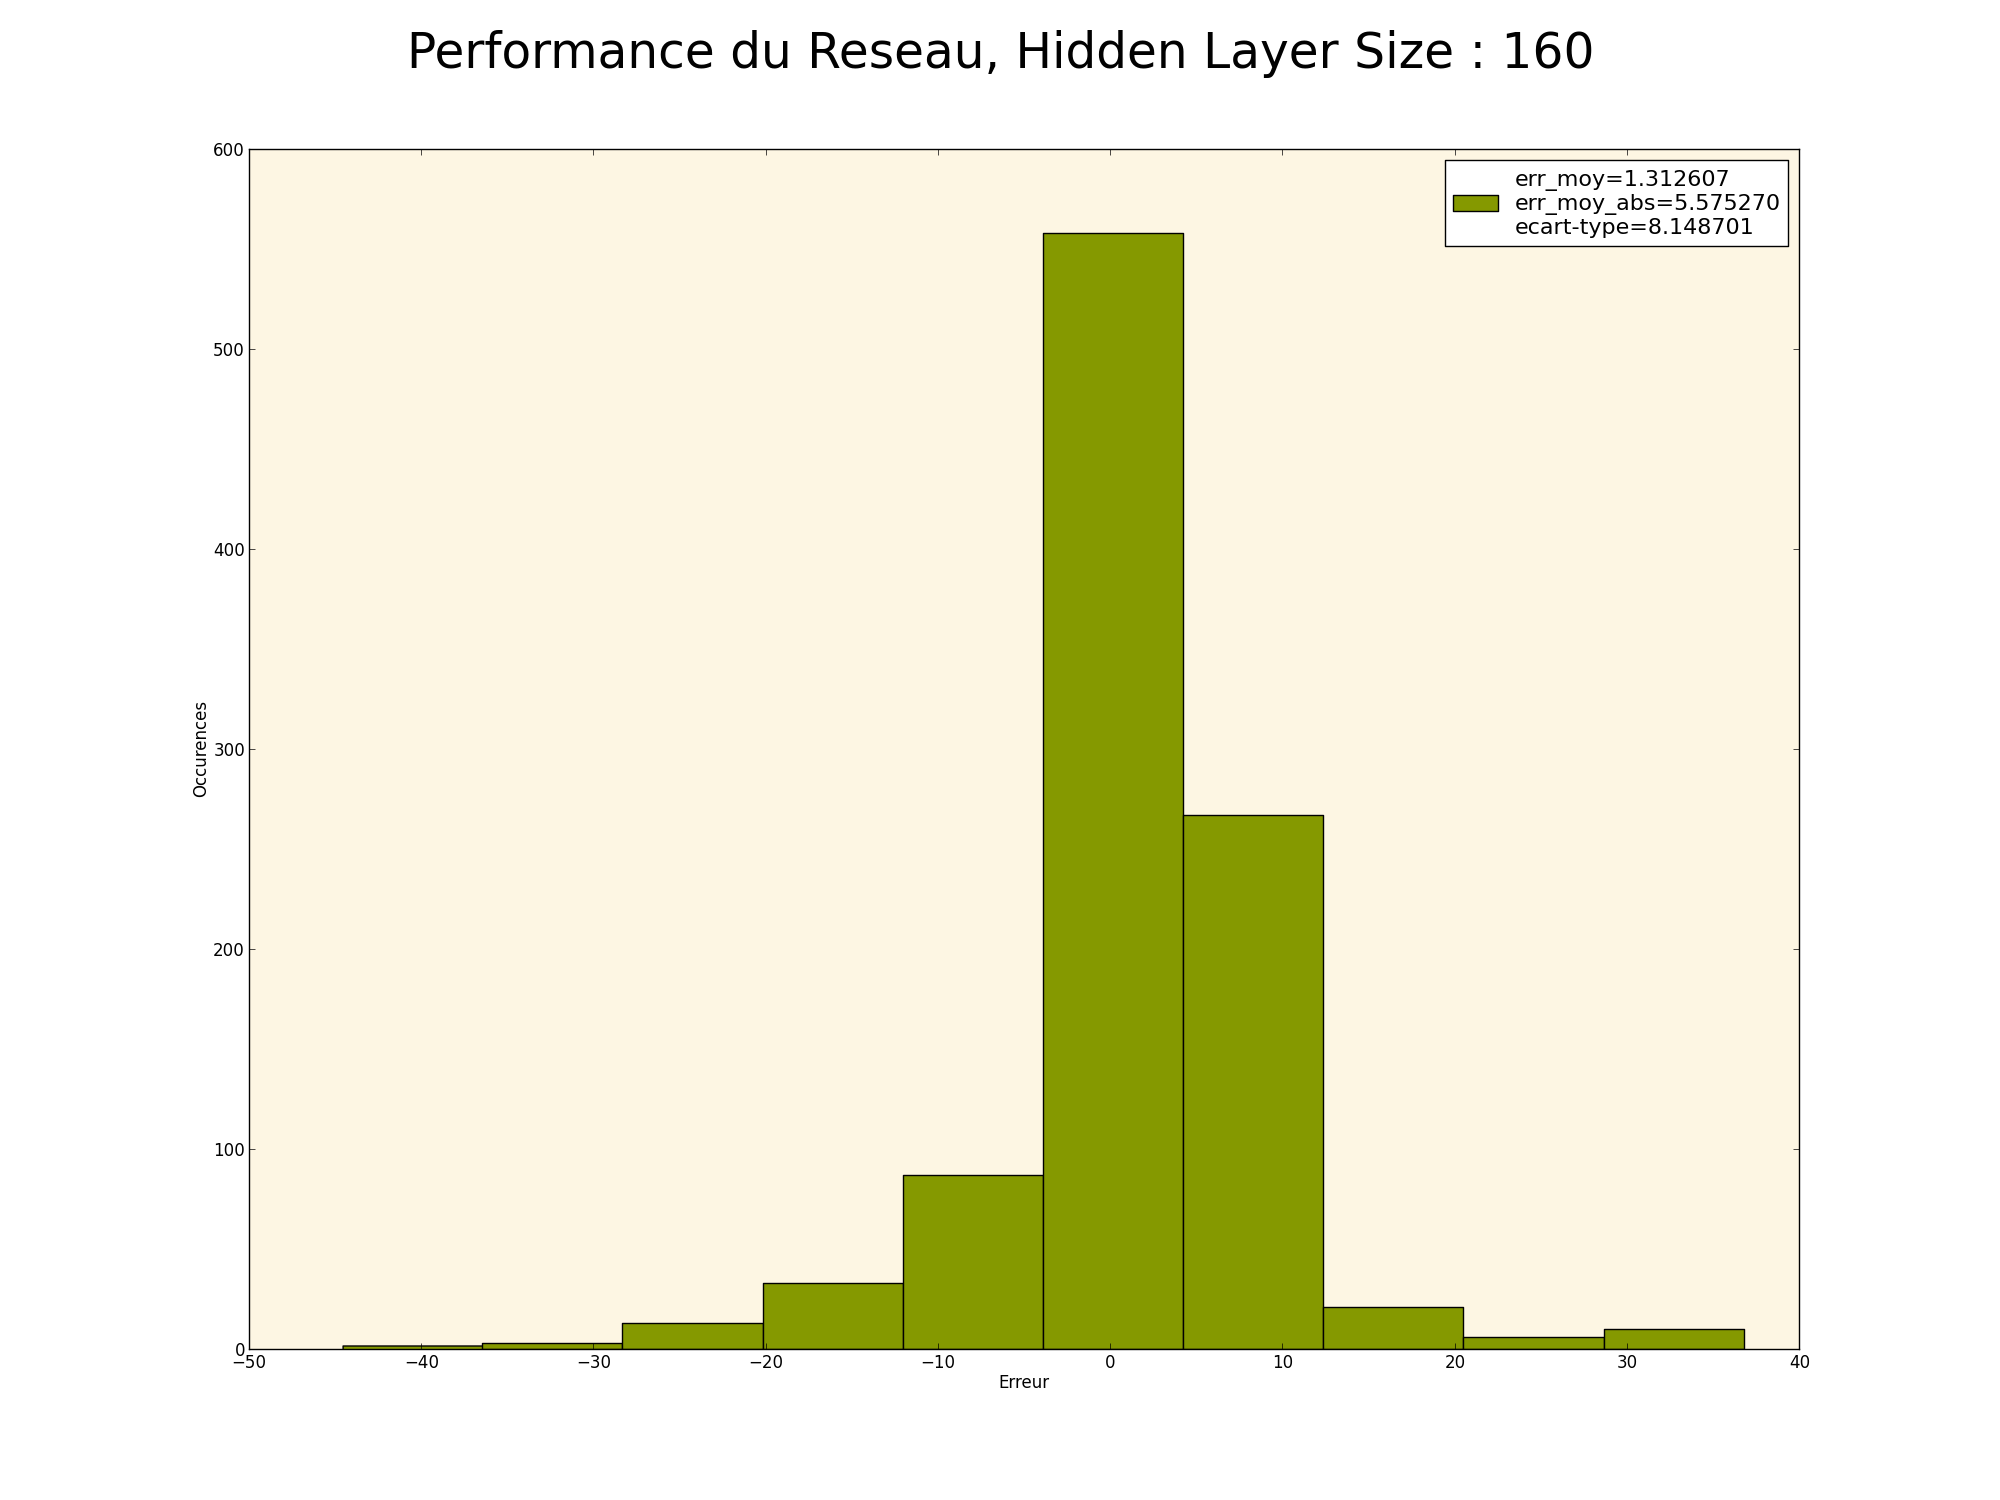 Performance du Reseau, Hidden Layer Size : 160
err_moy=1.312607
err_moy_abs=5.575270
ecart-type=8.148701
600
500
400
300
200
100
0
Occurences
−50 −40 −30 −20 −10 0 10 20 30 40
Erreur